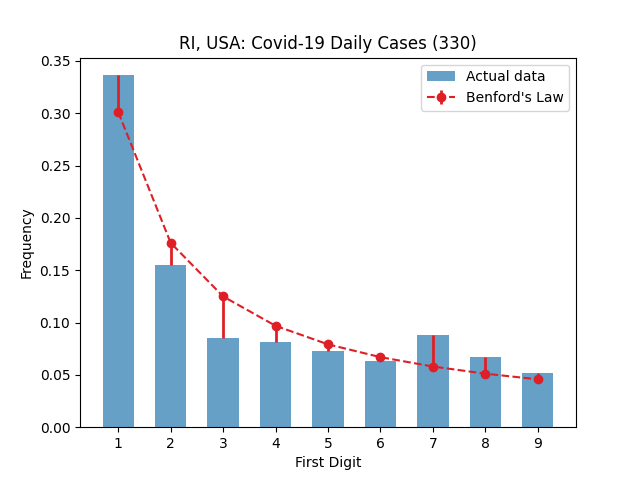 RI, USA: Covid-19 Daily Cases (330)
Actual data
Benford's Law
Frequency
0.35
0.30
0.25
0.20
0.15
0.10
0.05
0.00
1 2 3 4 5 6 7 8 9
First Digit